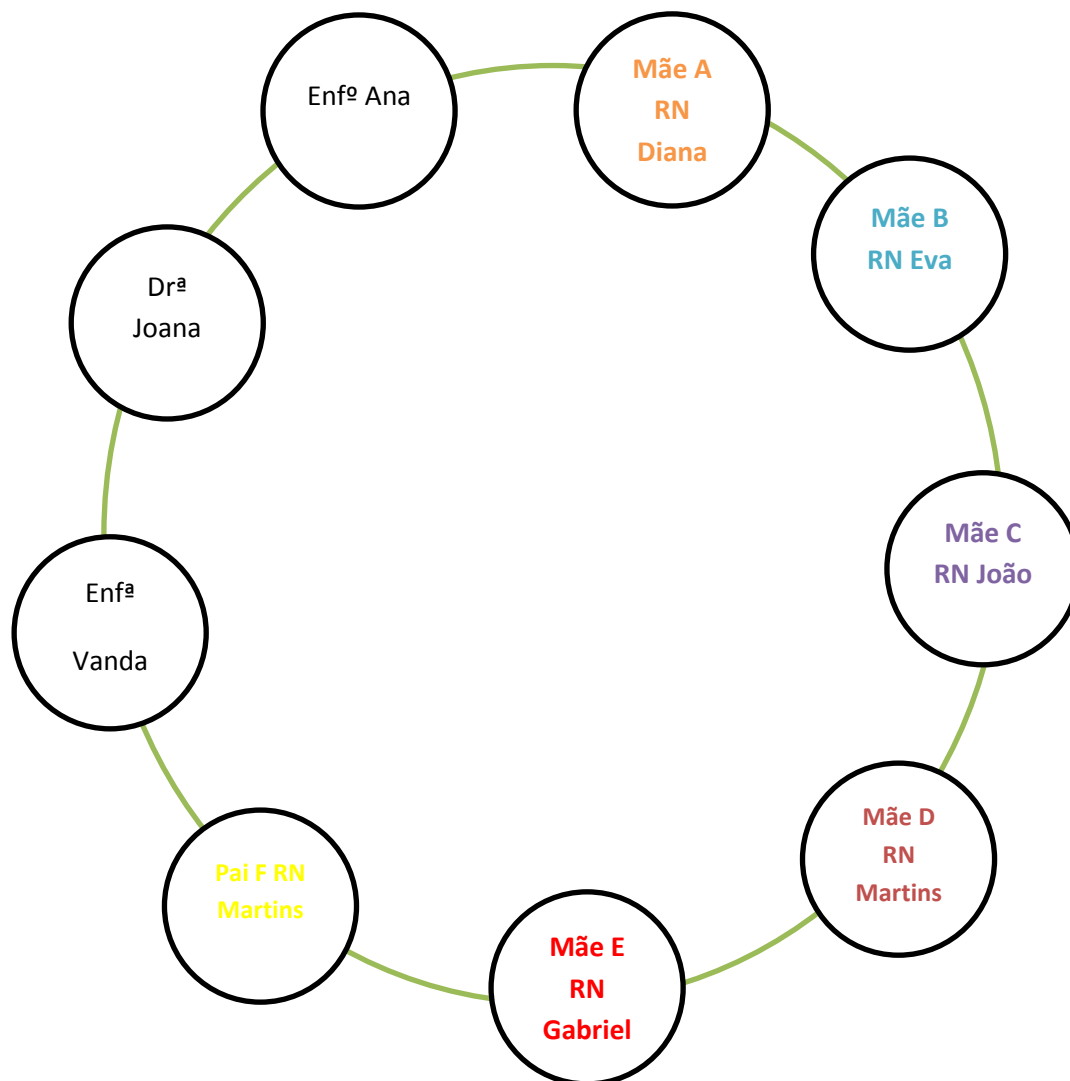 Enfº Ana
Mãe A
RN
Diana
Mãe B
RN Eva
Mãe C
RN João
Mãe D
RN
Martins
Mãe E
RN
Gabriel
Pai F RN
Martins
Enfª
Vanda
Drª
Joana